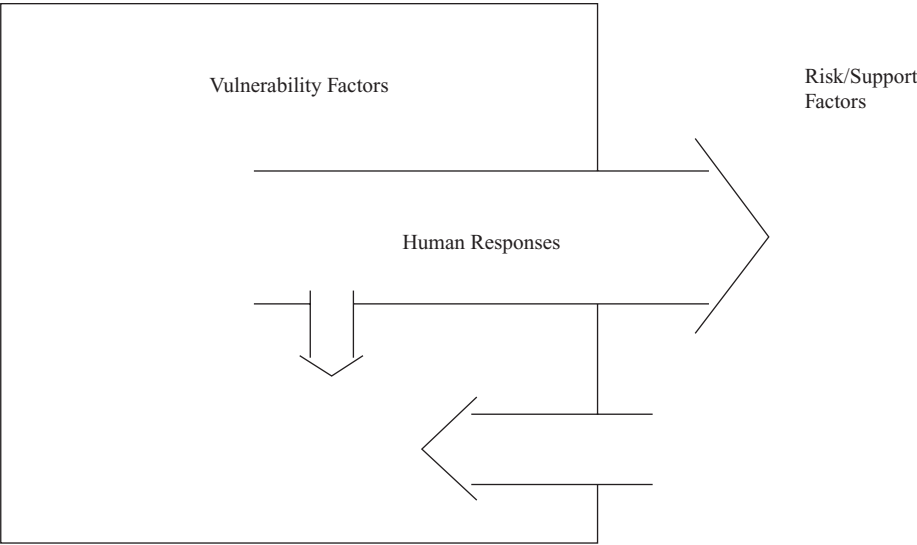 Vulnerability Factors
Risk/Support
Factors
Human Responses